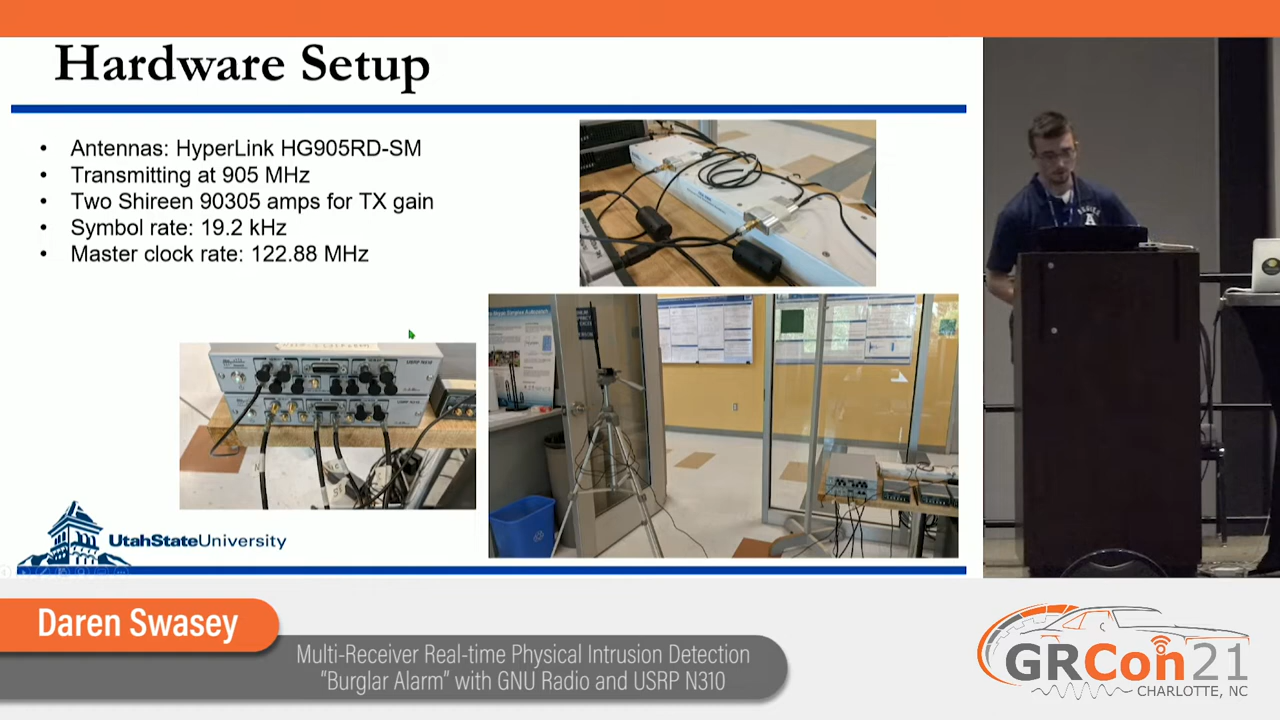 Hardware Setup
• Antennas: HyperLink HG905RD-SM
• Transmitting at 905 MHz
• Two Shireen 90305 amps for TX gain
• Symbol rate: 19.2 kHz
• Master clock rate: 122.88 MHz
USRP N310
UtahStateUniversity
A
Daren Swasey
Multi-Receiver Real-time Physical Intrusion Detection
"Burglar Alarm" with GNU Radio and USRP N310
GRCon21
CHARLOTTE, NC